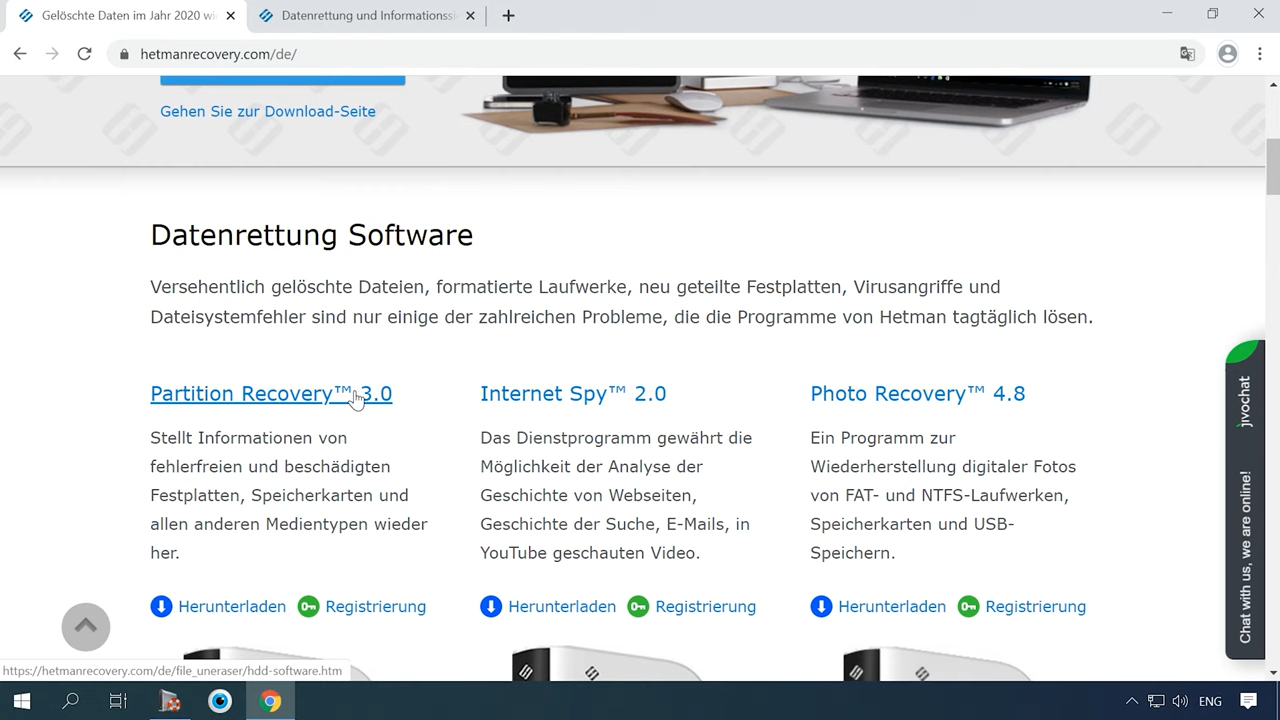 Gelöschte Daten im Jahr 2020 wi
Datenrettung und Informationssi
hetmanrecovery.com/de/
Gehen Sie zur Download-Seite
Datenrettung Software
Versehentlich gelöschte Dateien, formatierte Laufwerke, neu geteilte Festplatten, Virusangriffe und
Dateisystemfehler sind nur einige der zahlreichen Probleme, die die Programme von Hetman tagtäglich lösen.
Partition Recovery™ 3.0
Stellt Informationen von
fehlerfreien und beschädigten
Festplatten, Speicherkarten und
allen anderen Medientypen wieder
her.
Herunterladen Registrierung
Internet Spy™ 2.0
Das Dienstprogramm gewährt die
Möglichkeit der Analyse der
Geschichte von Webseiten,
Geschichte der Suche, E-Mails, in
YouTube geschauten Video.
Herunterladen Registrierung
Photo Recovery™ 4.8
Ein Programm zur
Wiederherstellung digitaler Fotos
von FAT- und NTFS-Laufwerken,
Speicherkarten und USB-
Speichern.
Herunterladen Registrierung
jivochat
Chat with us, we are online!
https://hetmanrecovery.com/de/file_uneraser/hdd-software.htm
ENG